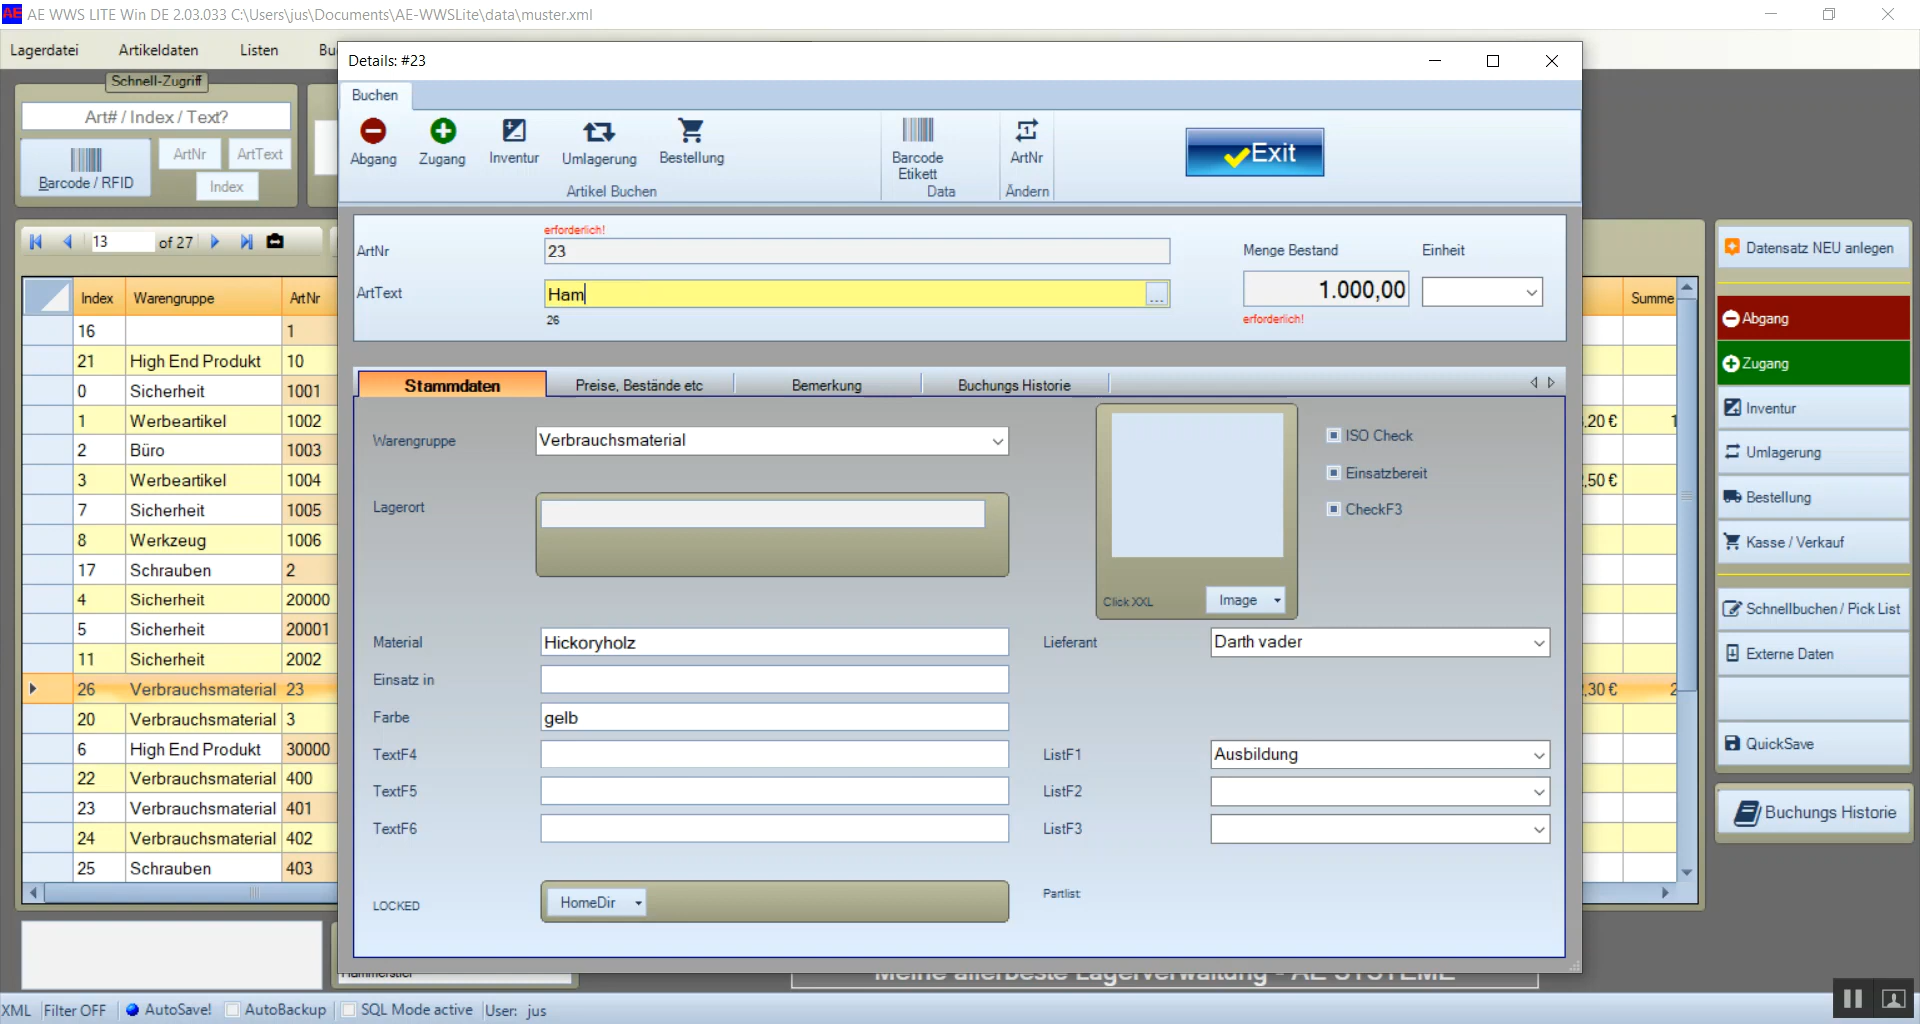 AE WWS LITE Win DE 2.03.033 C:\Users\jus\Documents\AE-WWSLite\data\muster.xml
Lagerdatei Artikeldaten Listen Bu
Schnell-Zugriff
Art# / Index / Text?
Barcode / RFID
ArtNr ArtText
Index
13 of 27
Index Warengruppe ArtNr
16 1
21 High End Produkt 10
0 Sicherheit 1001
1 Werbeartikel 1002
2 Büro 1003
3 Werbeartikel 1004
7 Sicherheit 1005
8 Werkzeug 1006
17 Schrauben 2
4 Sicherheit 20000
5 Sicherheit 20001
11 Sicherheit 2002
26 Verbrauchsmaterial 23
20 Verbrauchsmaterial 3
6 High End Produkt 30000
22 Verbrauchsmaterial 400
23 Verbrauchsmaterial 401
24 Verbrauchsmaterial 402
25 Schrauben 403
Details: #23
Buchen
Abgang Zugang Inventur Umlagerung Bestellung
Artikel Buchen
Barcode Etikett
Data
ArtNr
Ändern
Exit
erforderlich!
ArtNr 23
ArtText Ham ...
26
Menge Bestand Einheit
1.000,00
erforderlich!
Stammdaten Preise, Bestände etc Bemerkung Buchungs Historie
Warengruppe Verbrauchsmaterial
Lagerort
Click XXL Image
ISO Check
Einsatzbereit
CheckF3
Material Hickoryholz
Einsatz in
Farbe gelb
TextF4
TextF5
TextF6
Lieferant Darth vader
ListF1 Ausbildung
ListF2
ListF3
LOCKED HomeDir
Partlist:
Summe
,20 € 1
,50 €
,30 € 2
Datensatz NEU anlegen
Abgang
Zugang
Inventur
Umlagerung
Bestellung
Kasse / Verkauf
Schnellbuchen / Pick List
Externe Daten
QuickSave
Buchungs Historie
Hammerstiel
Meine allerbeste Lagerverwaltung - AE SYSTEME
XML Filter OFF AutoSave! AutoBackup SQL Mode active User: jus